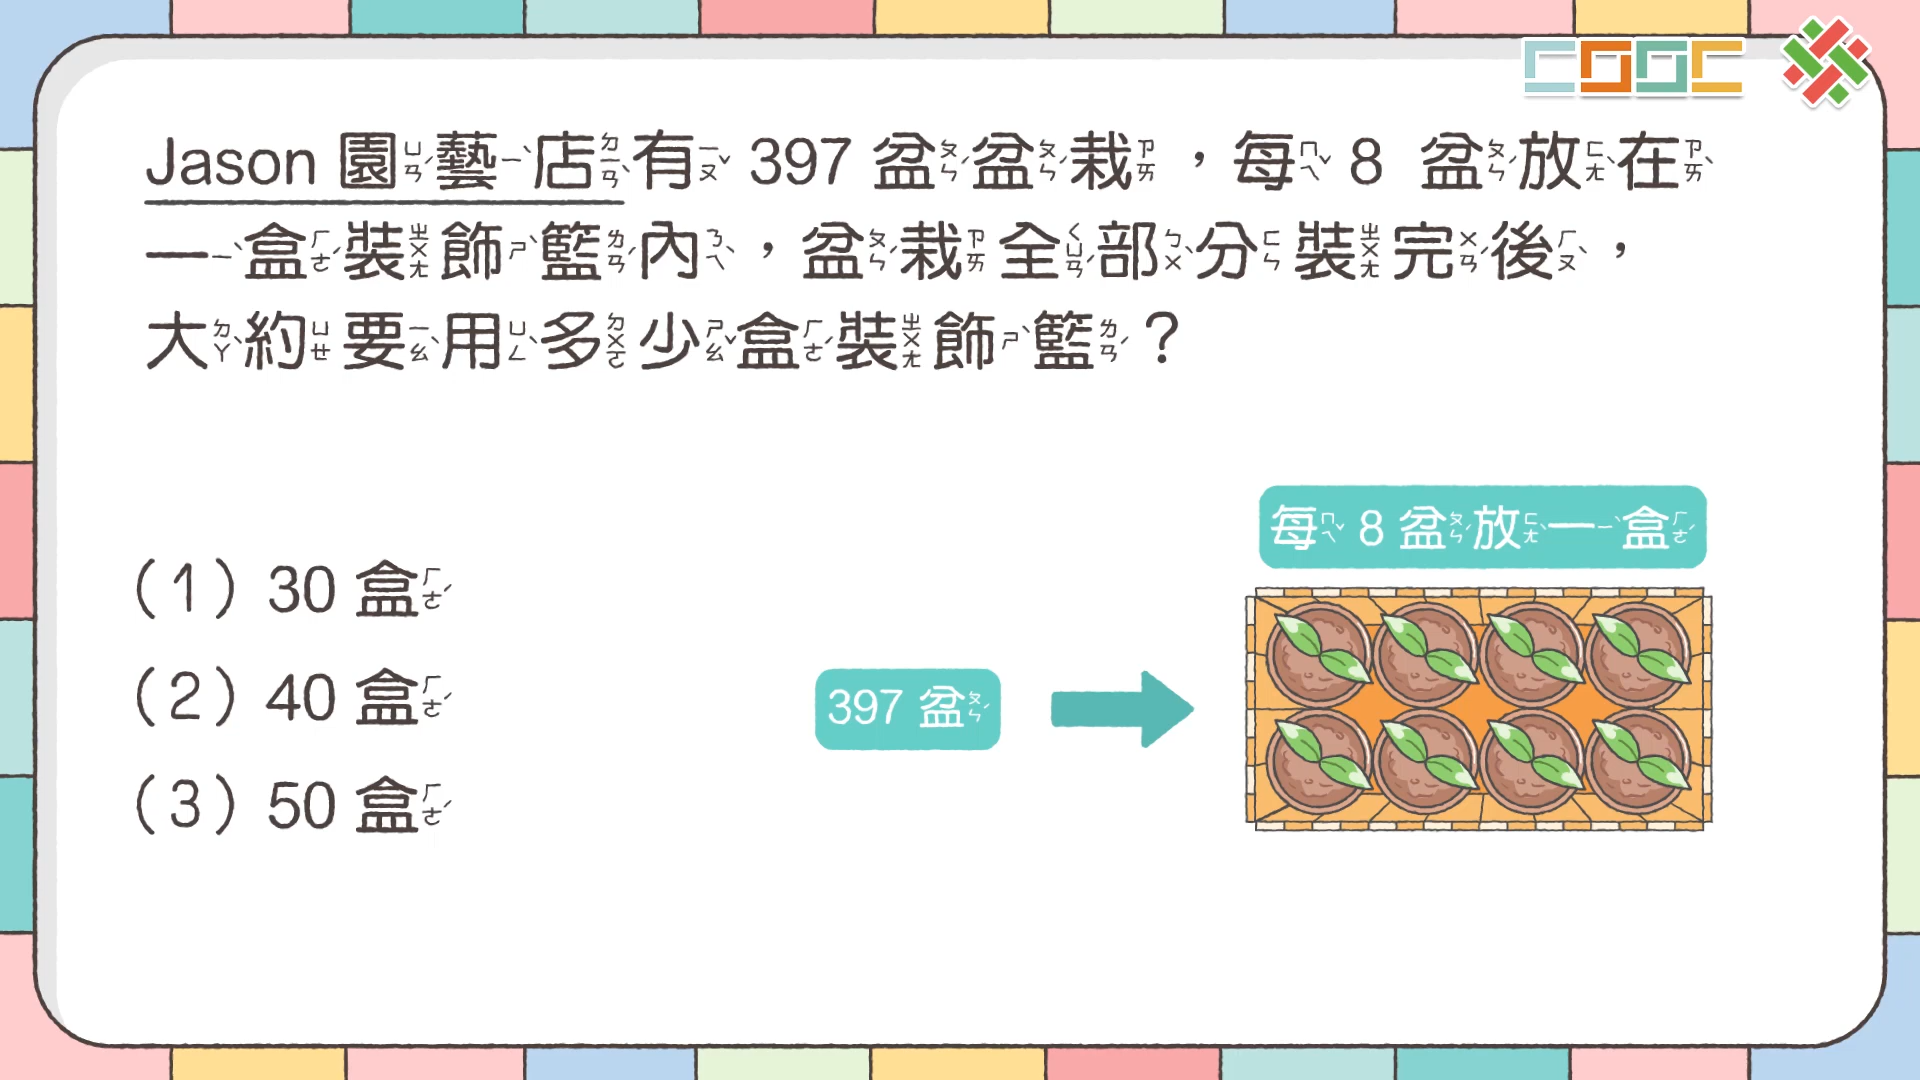 Jason 園藝店有 397 盆盆栽，每 8 盆放在
一盒裝飾籃內，盆栽全部分裝完後，
大約要用多少盒裝飾籃？
每 8 盆放一盒
（1）30 盒
（2）40 盒
397 盆
（3）50 盒